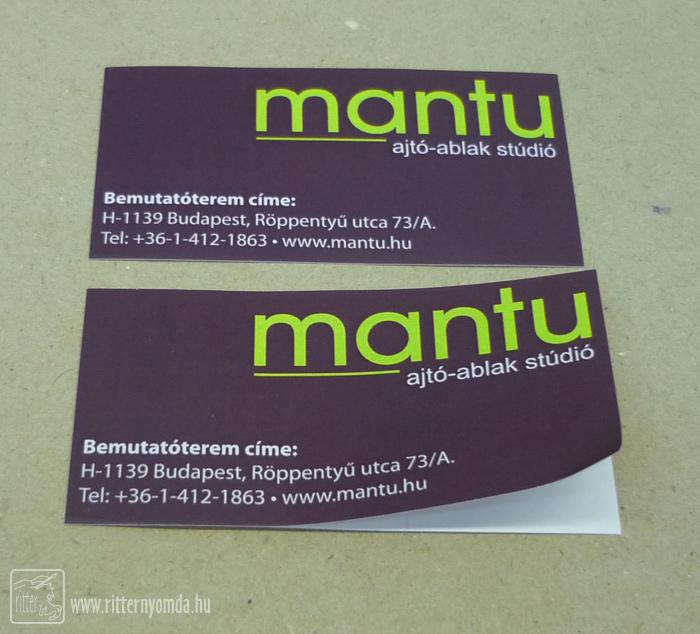 mantu
ajtó-ablak stúdió
Bemutatóterem címe:
H-1139 Budapest, Röppentyű utca 73/A.
Tel: +36-1-412-1863 • www.mantu.hu
mantu
ajtó-ablak stúdió
Bemutatóterem címe:
H-1139 Budapest, Röppentyű utca 73/A.
Tel: +36-1-412-1863 • www.mantu.hu
ritter www.ritternyomda.hu